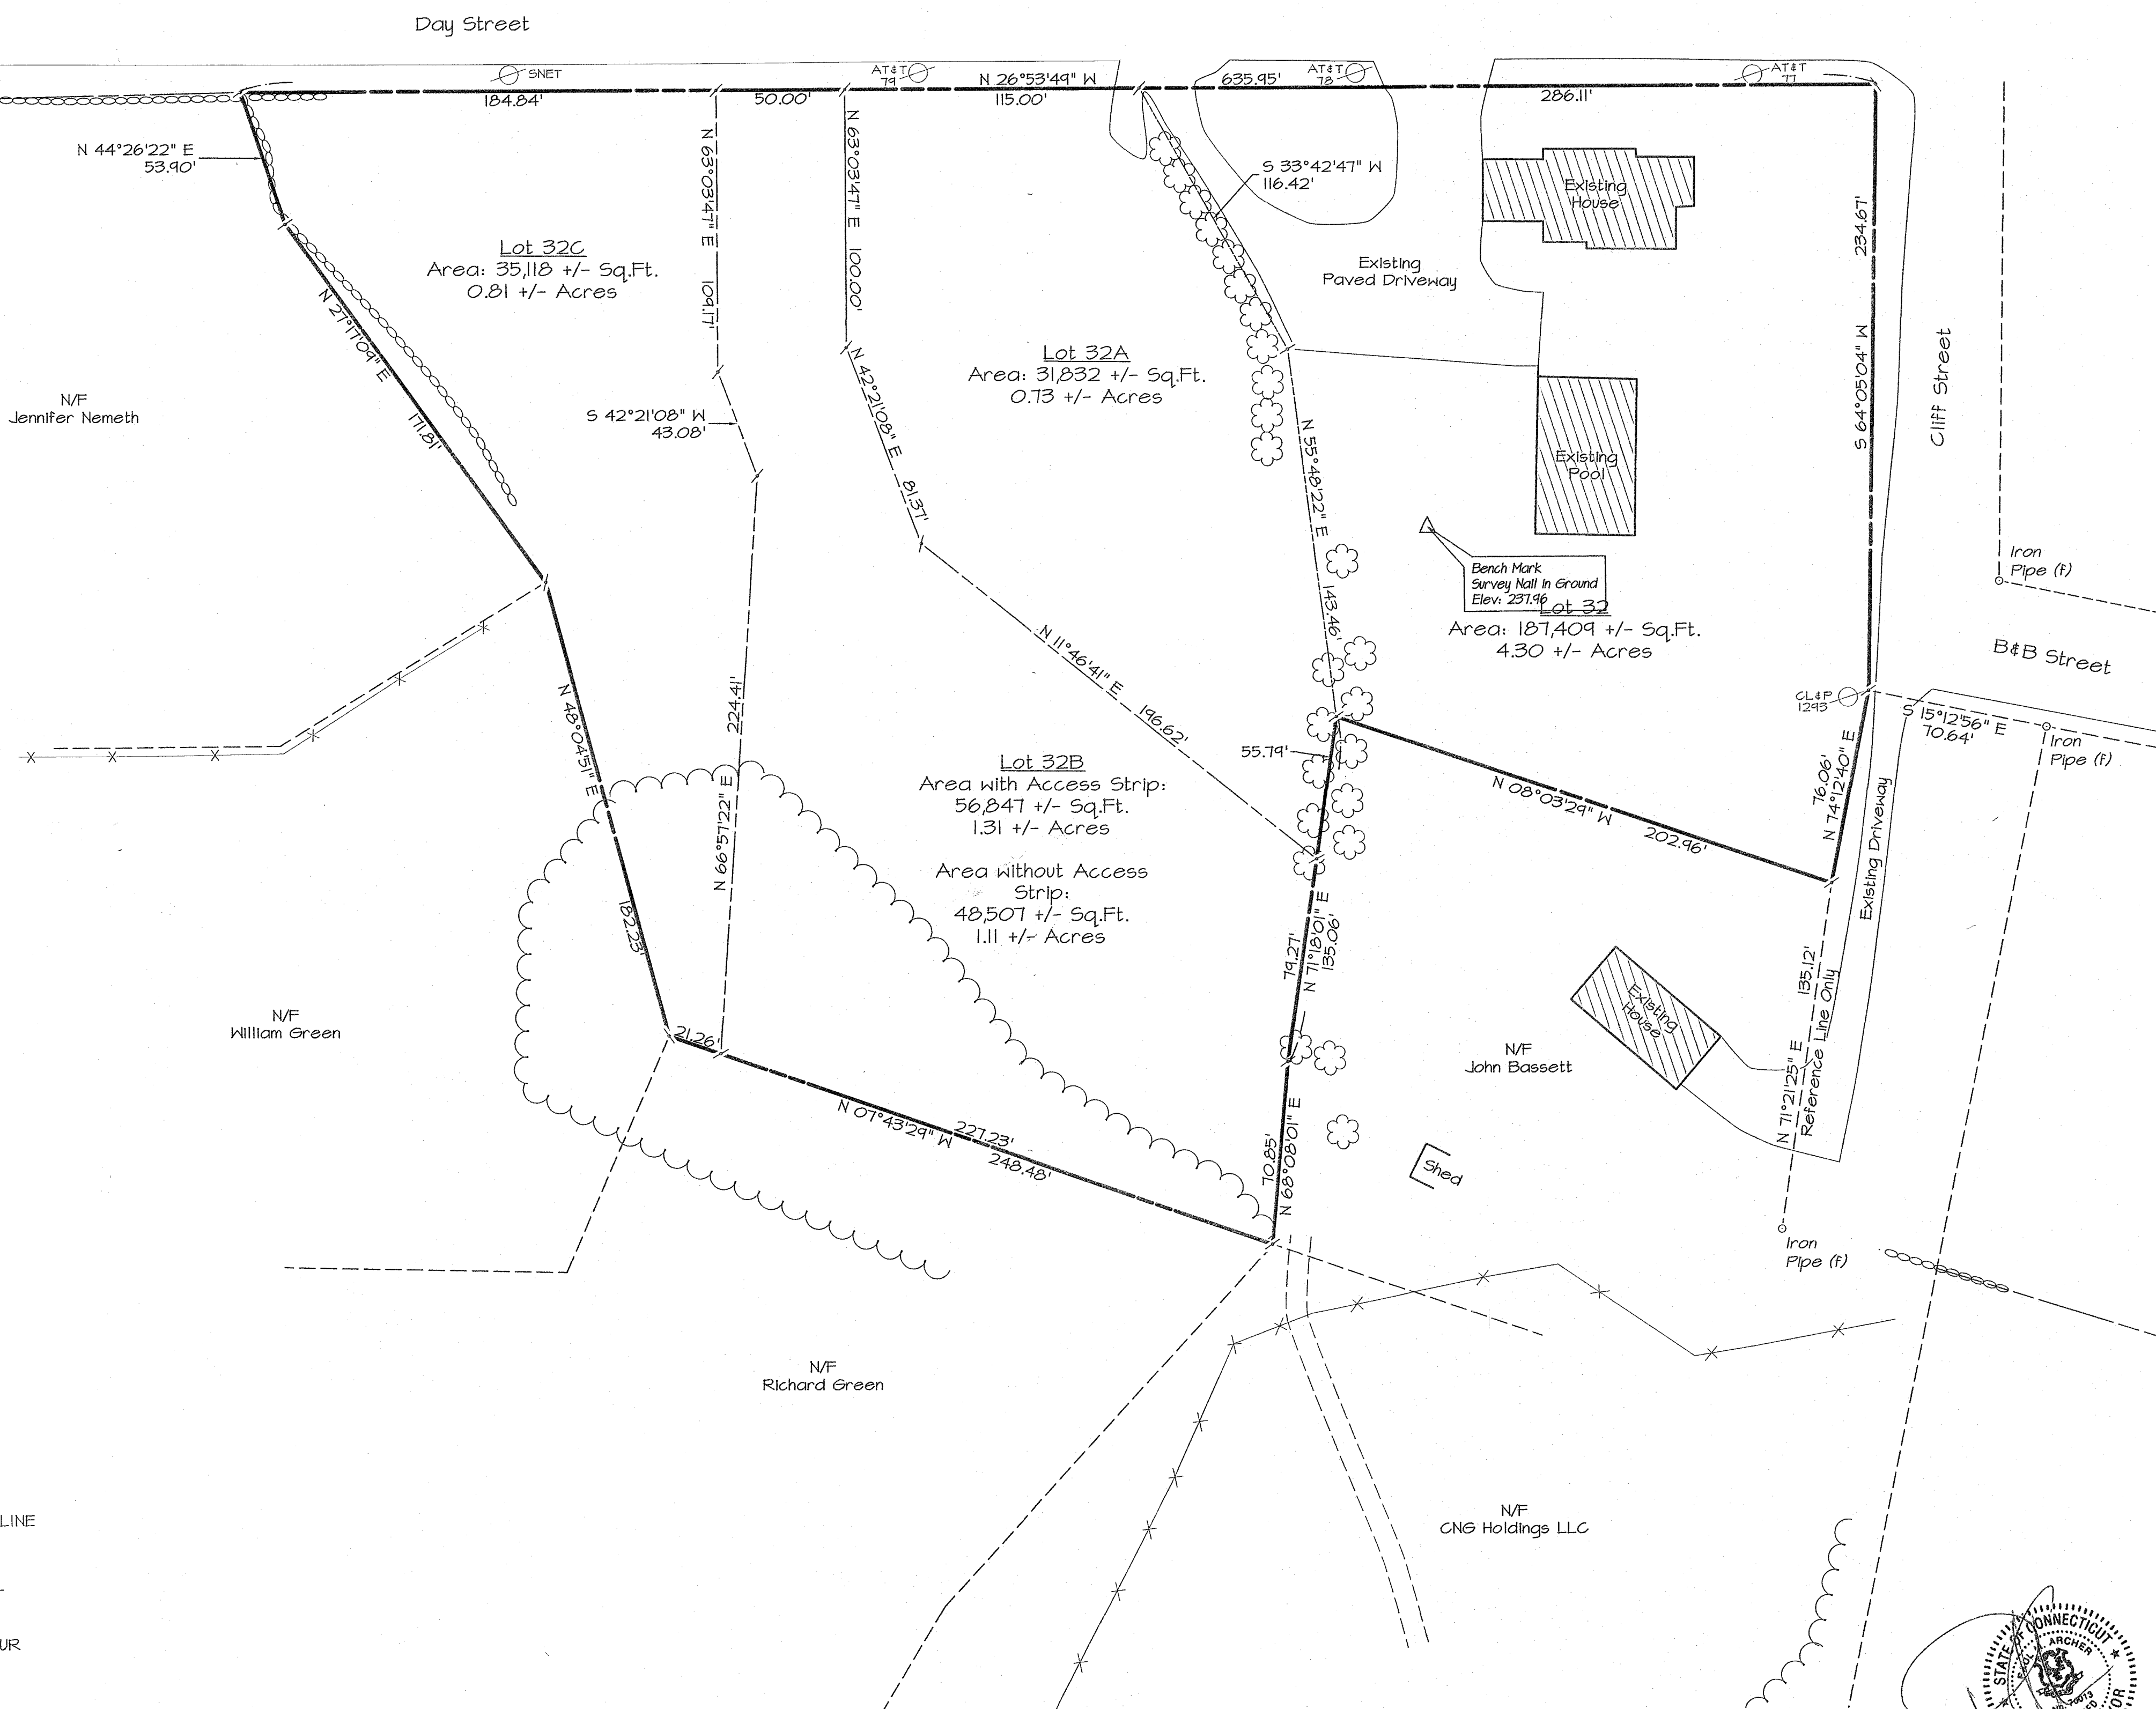 Day Street
SNET
AT&T
79
N 26°53'49" W
635.95'
AT&T
78
AT&T
77
184.84'
50.00'
115.00'
286.11'
N 44°26'22" E
53.90'
N 63°03'47" E 109.17'
N 63°03'47" E 100.00'
S 33°42'47" W
116.42'
Existing
House
234.67'
S 64°05'04" W
Cliff Street
Lot 32C
Area: 35,118 +/- Sq.Ft.
0.81 +/- Acres
Existing
Paved Driveway
N 27°17'09" E
171.81'
Lot 32A
Area: 31,832 +/- Sq.Ft.
0.73 +/- Acres
N/F
Jennifer Nemeth
S 42°21'08" W
43.08'
N 42°21'08" E 81.37'
N 55°48'22" E 143.46'
Existing
Pool
Bench Mark
Survey Nail In Ground
Elev: 237.96
Lot 32
Area: 187,409 +/- Sq.Ft.
4.30 +/- Acres
Iron
Pipe (f)
B&B Street
N 11°46'41" E 196.62'
CL&P
1293
S 15°12'56" E
70.64'
Iron
Pipe (f)
N 48°04'51" E
182.23'
N 66°57'22" E 224.41'
55.79'
N 08°03'29" W 202.96'
76.06'
N 74°12'40" E
Existing Driveway
Lot 32B
Area with Access Strip:
56,847 +/- Sq.Ft.
1.31 +/- Acres
Area without Access
Strip:
48,507 +/- Sq.Ft.
1.11 +/- Acres
79.27'
N 71°18'01" E
135.06'
N/F
William Green
21.26'
Existing
House
N 71°21'25" E 135.12'
Reference Line Only
N/F
John Bassett
N 07°43'29" W
227.23'
248.48'
70.85'
N 68°08'01" E
Shed
Iron
Pipe (f)
N/F
Richard Green
N/F
CNG Holdings LLC
LINE
UR
STATE OF CONNECTICUT
ARCHER
70013